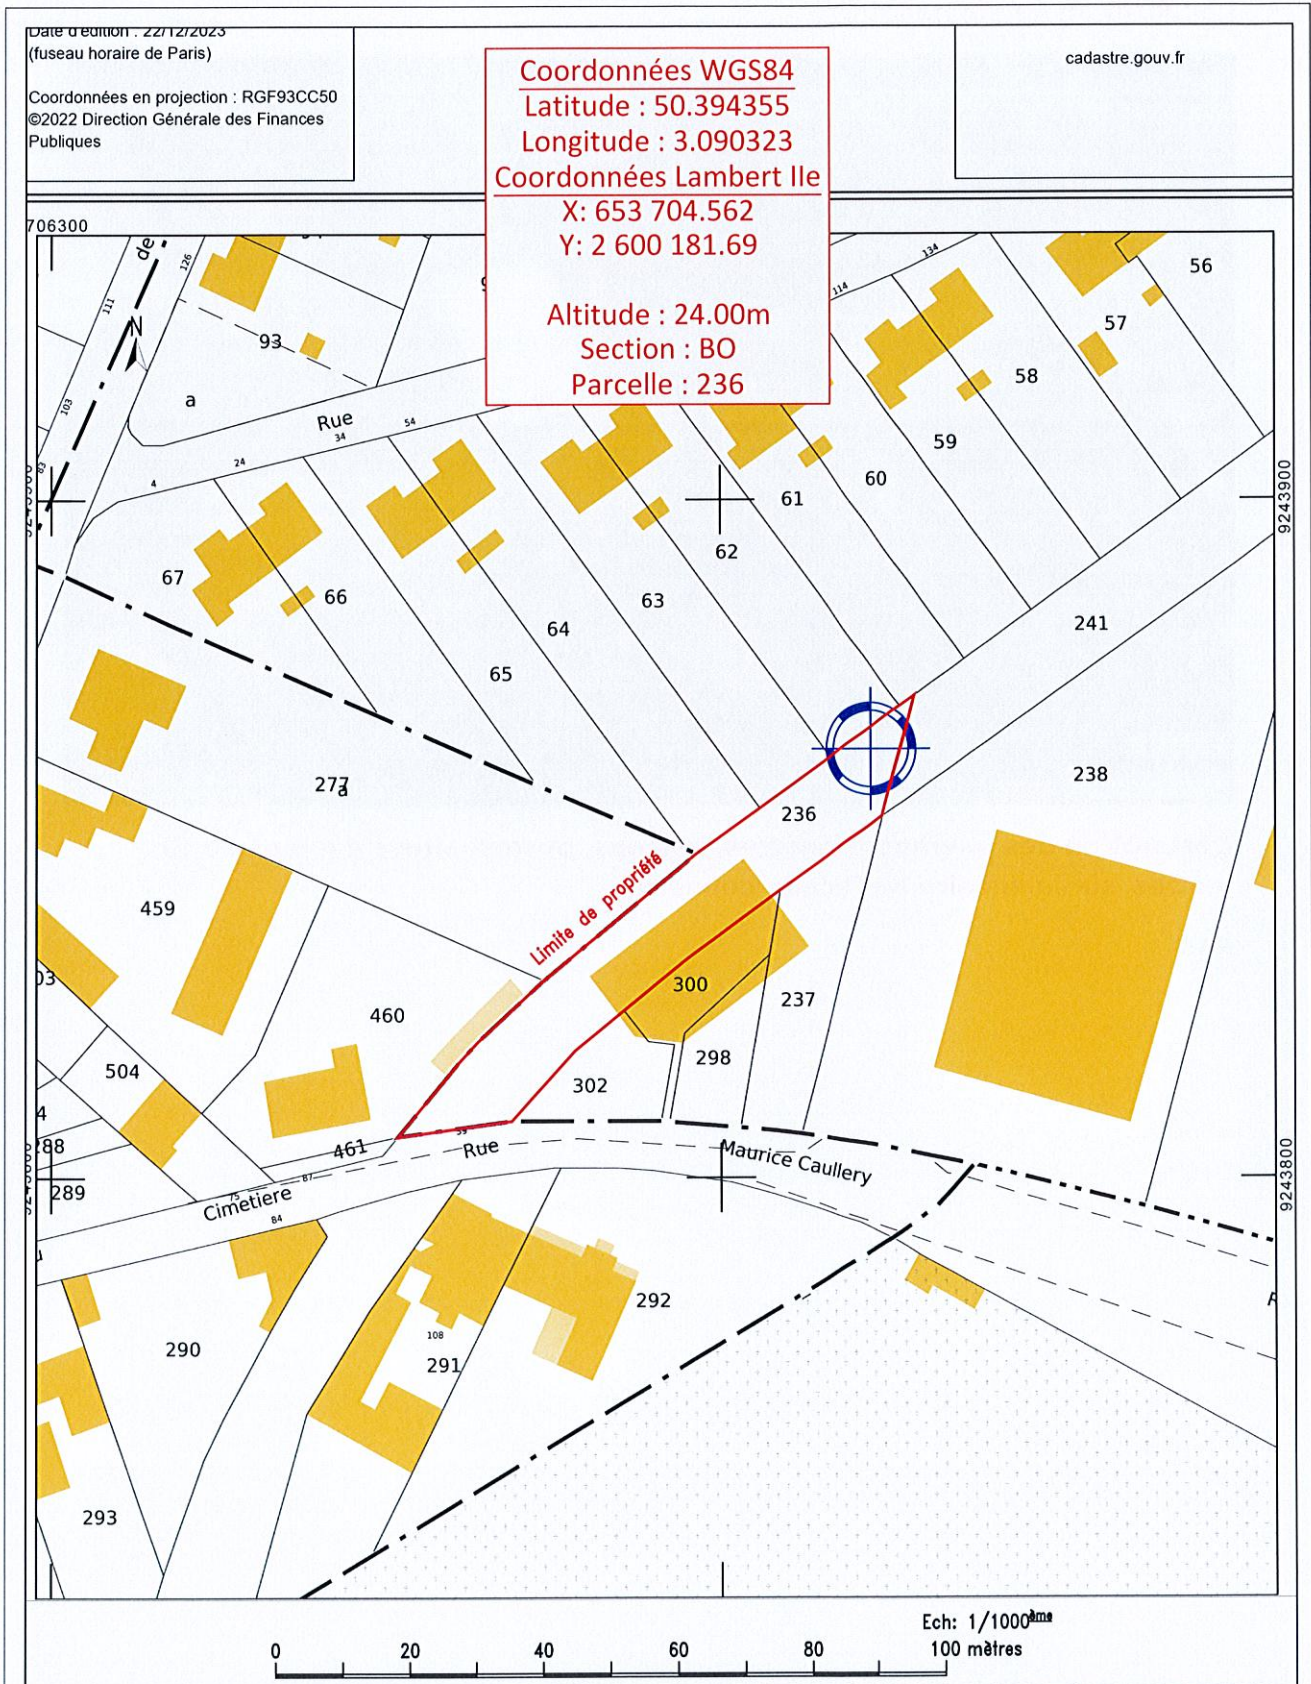 Date d'édition : 22/12/2023
(fuseau horaire de Paris)
Coordonnées en projection : RGF93CC50
©2022 Direction Générale des Finances
Publiques
Coordonnées WGS84
Latitude : 50.394355
Longitude : 3.090323
Coordonnées Lambert IIe
X: 653 704.562
Y: 2 600 181.69
Altitude : 24.00m
Section : BO
Parcelle : 236
cadastre.gouv.fr
706300
de
126
111
N
93
a
103
83
Rue
34
54
24
4
134
114
56
57
58
59
60
61
62
63
64
65
66
67
9243900
241
277
a
236
238
Limite de propriété
459
460
300
237
298
302
504
461
39
Rue
Maurice Caullery
288
289
75
87
Cimetiere
84
9243800
290
108
291
292
293
Ech: 1/1000ème
0 20 40 60 80 100 mètres